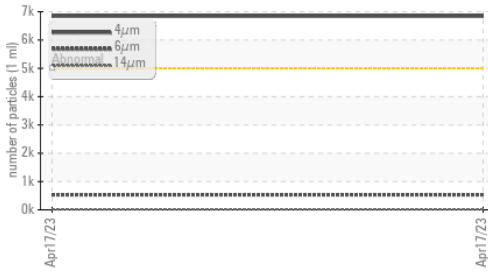 7k
6k
5k
4k
3k
2k
1k
0k
number of particles (1 ml)
4µm
6µm
Abnormal
14µm
Apr17/23
Apr17/23